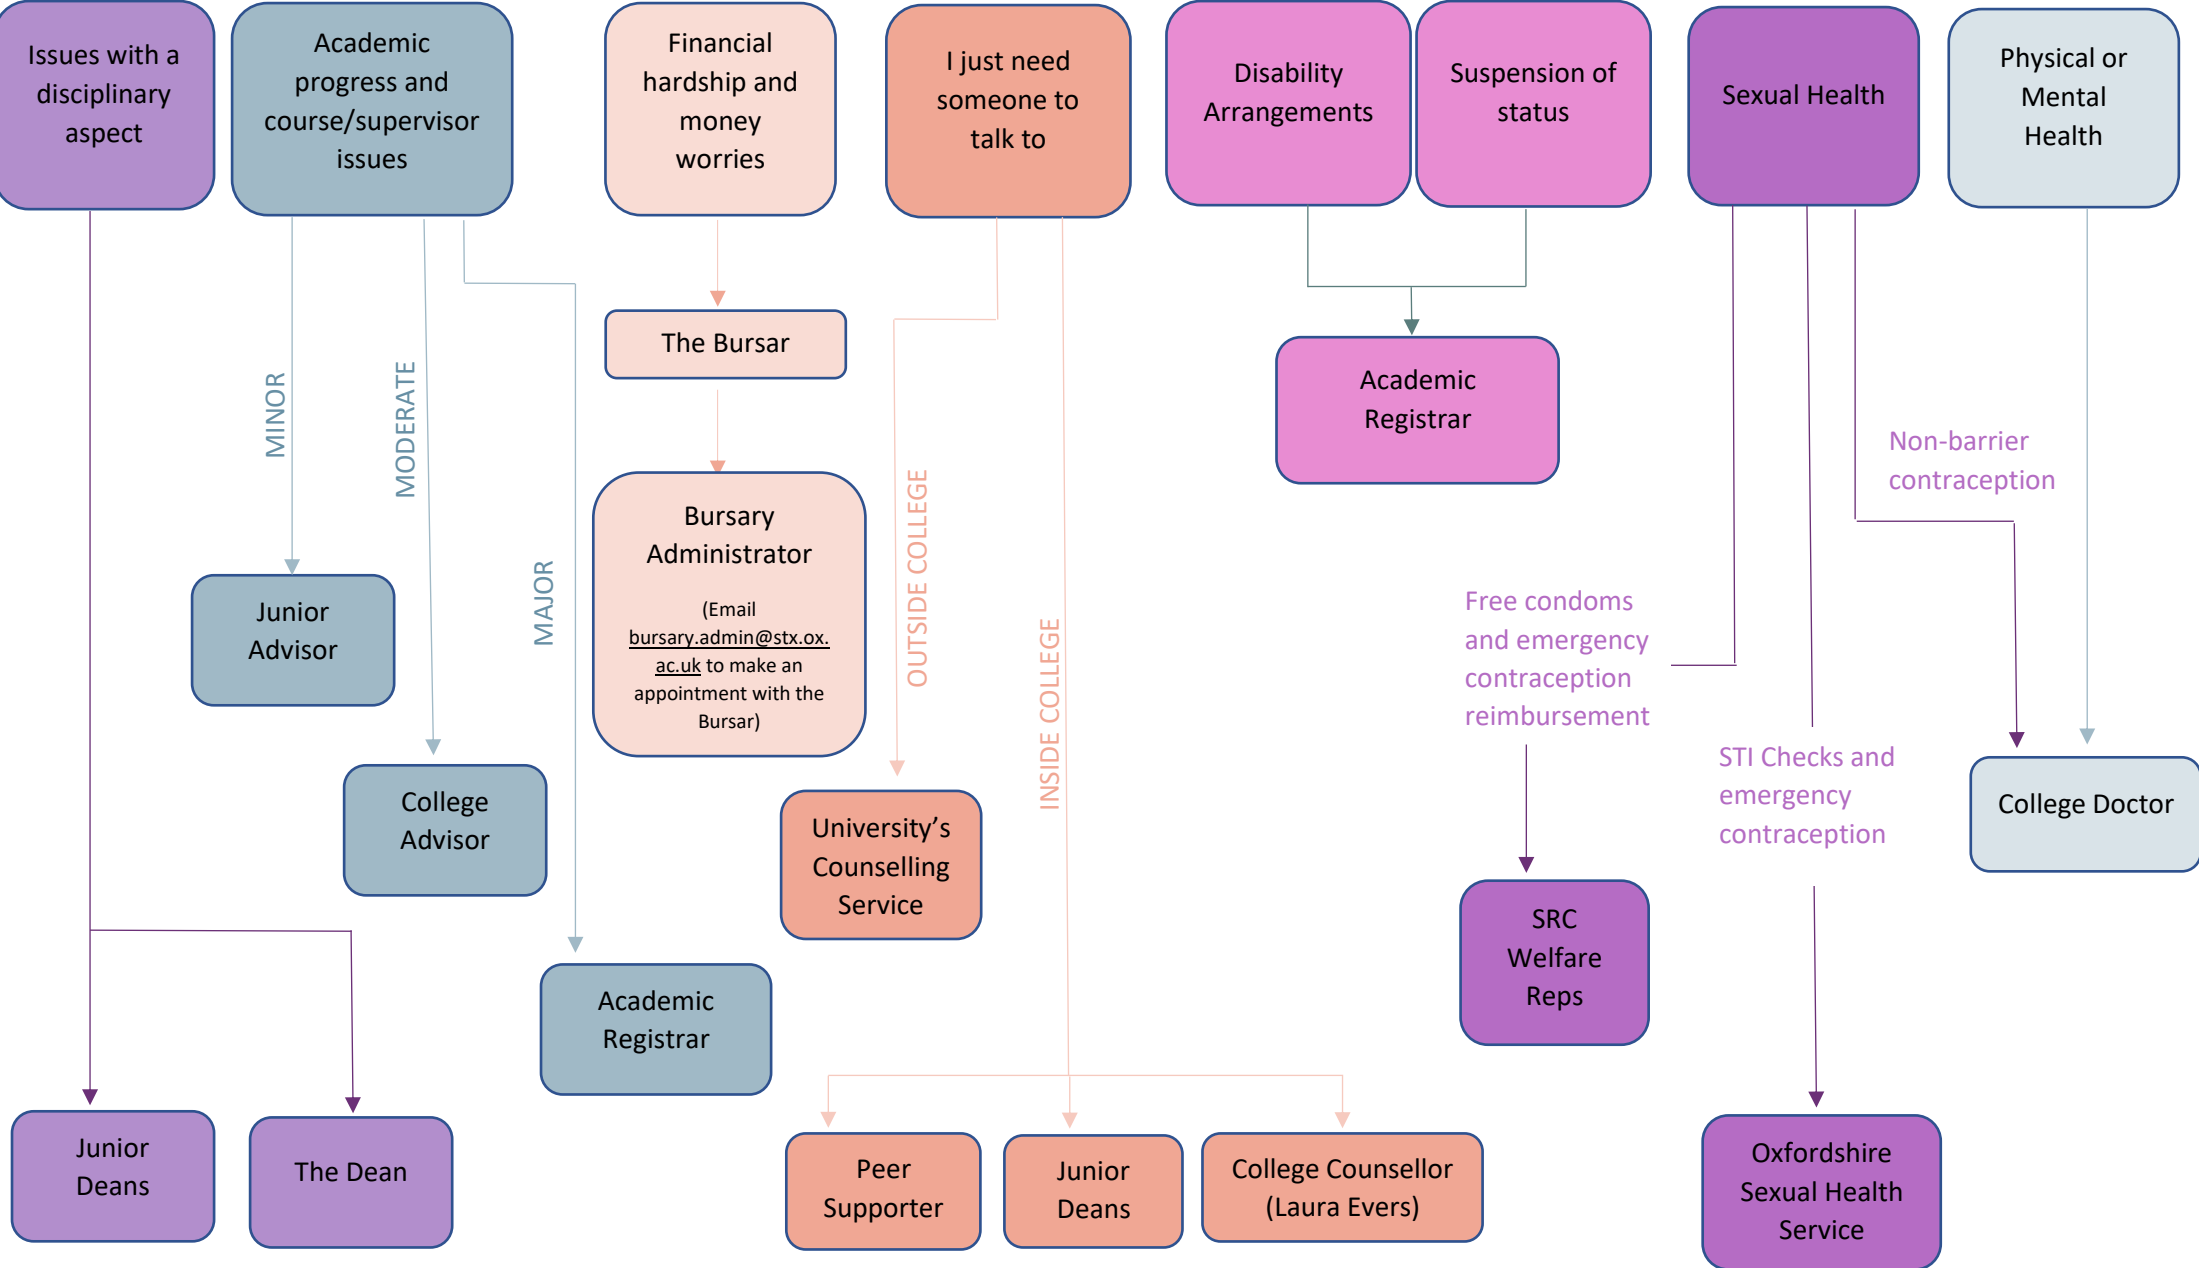 Issues with a
disciplinary
aspect
Academic
progress and
course/supervisor
issues
Financial
hardship and
money
worries
I just need
someone to
talk to
Disability
Arrangements
Suspension of
status
Sexual Health
Physical or
Mental
Health
The Bursar
MINOR
MODERATE
MAJOR
Academic
Registrar
Non-barrier
contraception
Bursary
Administrator
(Email
bursary.admin@stx.ox.
ac.uk to make an
appointment with the
Bursar)
OUTSIDE COLLEGE
INSIDE COLLEGE
Junior
Advisor
Free condoms
and emergency
contraception
reimbursement
STI Checks and
emergency
contraception
College
Advisor
University’s
Counselling
Service
College Doctor
SRC
Welfare
Reps
Academic
Registrar
Junior
Deans
The Dean
Peer
Supporter
Junior
Deans
College Counsellor
(Laura Evers)
Oxfordshire
Sexual Health
Service